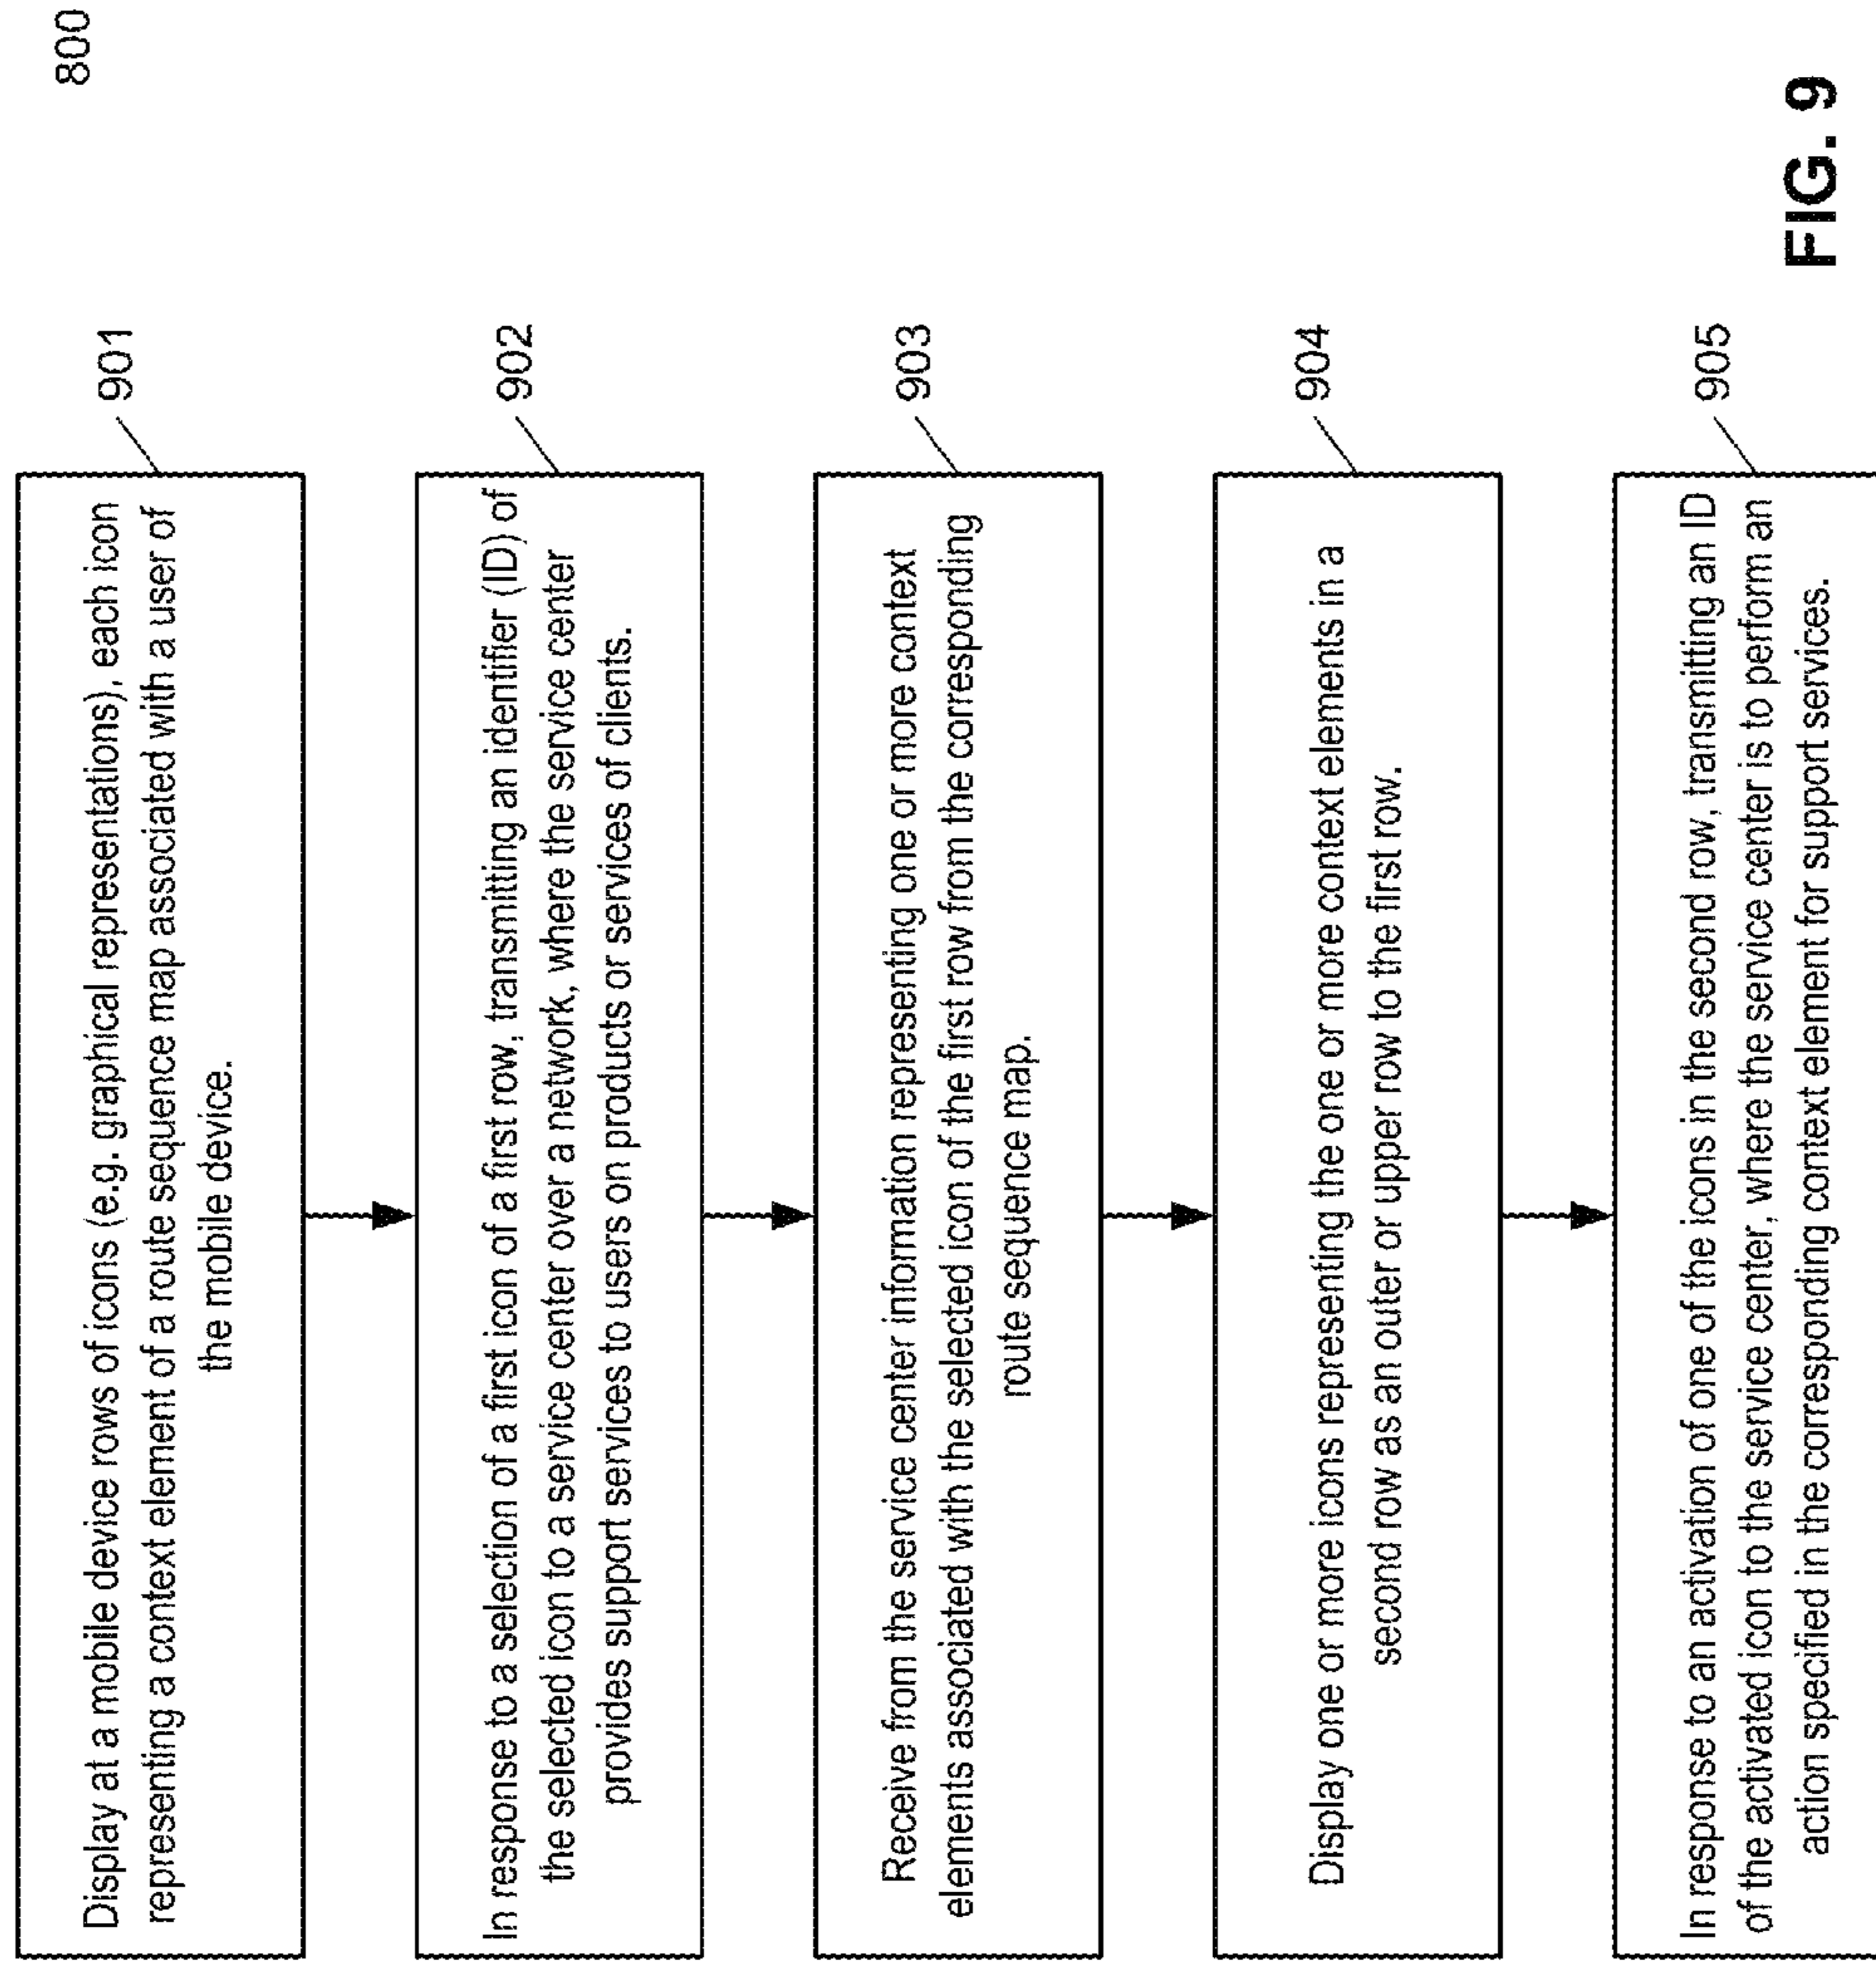 800
Display at a mobile device rows of icons (e.g. graphical representations), each icon
representing a context element of a route sequence map associated with a user of
the mobile device.
901
In response to a selection of a first icon of a first row, transmitting an identifier (ID) of
the selected icon to a service center over a network, where the service center
provides support services to users on products or services of clients.
902
Receive from the service center information representing one or more context
elements associated with the selected icon of the first row from the corresponding
route sequence map.
903
Display one or more icons representing the one or more context elements in a
second row as an outer or upper row to the first row.
904
In response to an activation of one of the icons in the second row, transmitting an ID
of the activated icon to the service center, where the service center is to perform an
action specified in the corresponding context element for support services.
905
FIG. 9